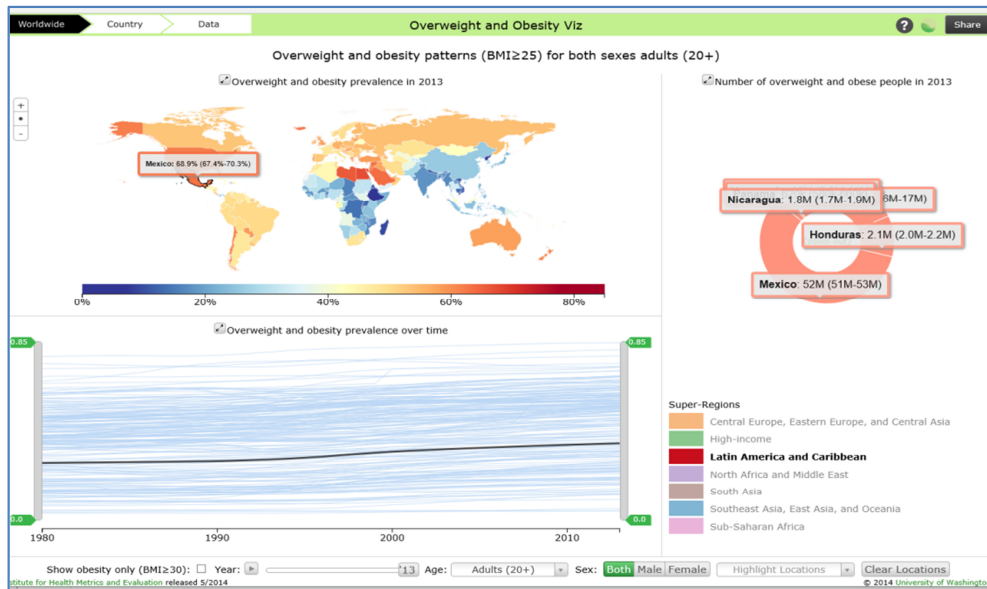 Worldwide Country Data Overweight and Obesity Viz ? Share
Overweight and obesity patterns (BMI≥25) for both sexes adults (20+)
Overweight and obesity prevalence in 2013
+
-
Mexico: 68.9% (67.4%-70.3%)
0% 20% 40% 60% 80%
Overweight and obesity prevalence over time
0.85 0.85
0.0 0.0
1980 1990 2000 2010
Number of overweight and obese people in 2013
Nicaragua: 1.8M (1.7M-1.9M) 6M-17M)
Honduras: 2.1M (2.0M-2.2M)
Mexico: 52M (51M-53M)
Super-Regions
Central Europe, Eastern Europe, and Central Asia
High-income
Latin America and Caribbean
North Africa and Middle East
South Asia
Southeast Asia, East Asia, and Oceania
Sub-Saharan Africa
Show obesity only (BMI≥30): Year: '13 Age: Adults (20+) Sex: Both Male Female Highlight Locations Clear Locations
stitute for Health Metrics and Evaluation released 5/2014 © 2014 University of Washingto